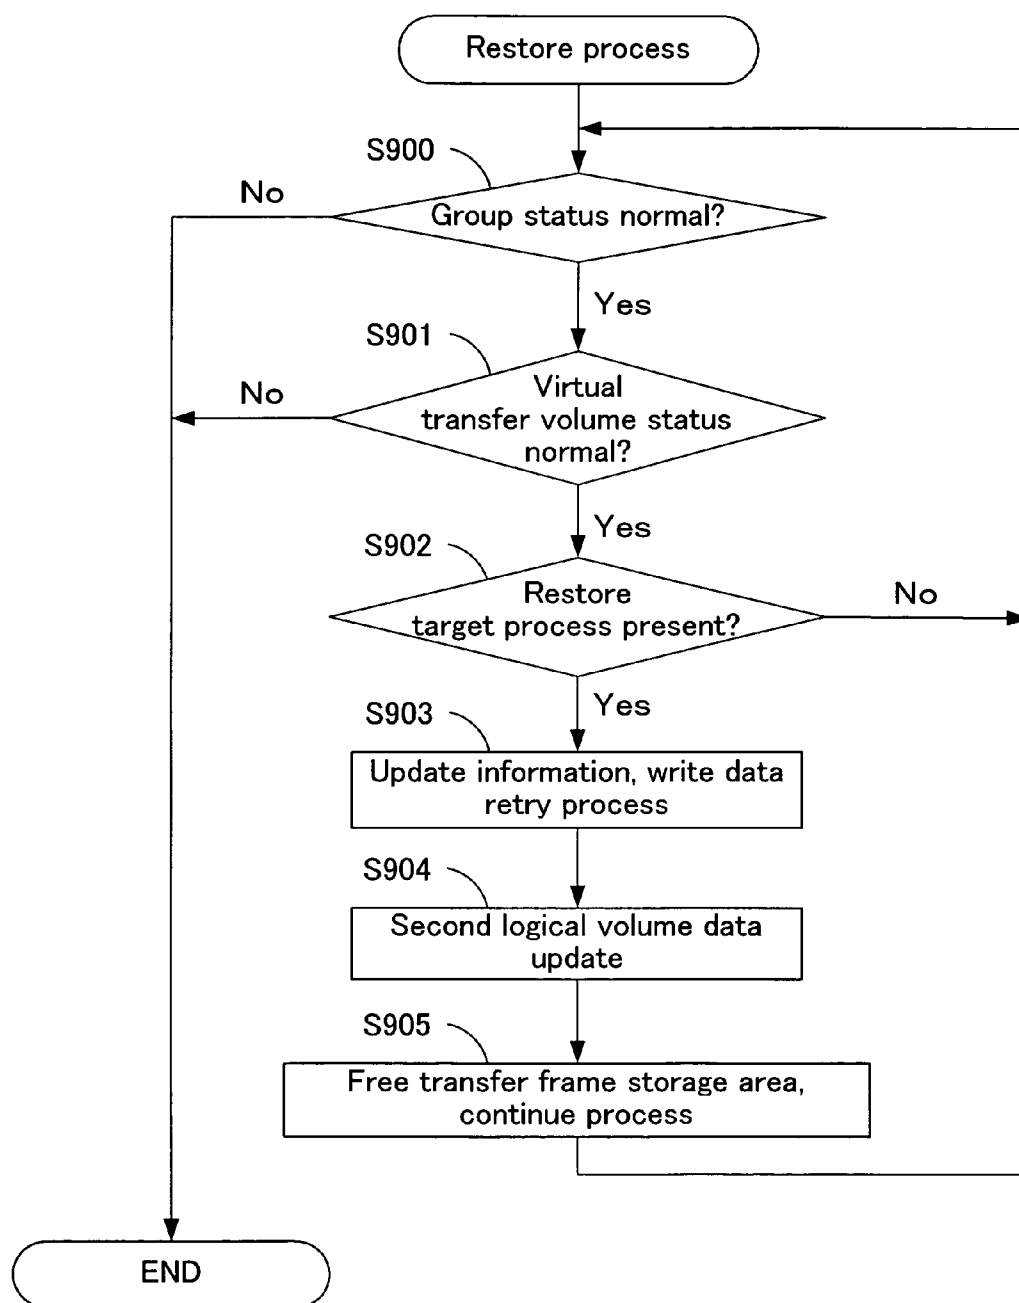 Restore process
S900
No
Group status normal?
Yes
S901
No
Virtual
transfer volume status
normal?
Yes
S902
Restore
target process present?
No
Yes
S903
Update information, write data
retry process
S904
Second logical volume data
update
S905
Free transfer frame storage area,
continue process
END